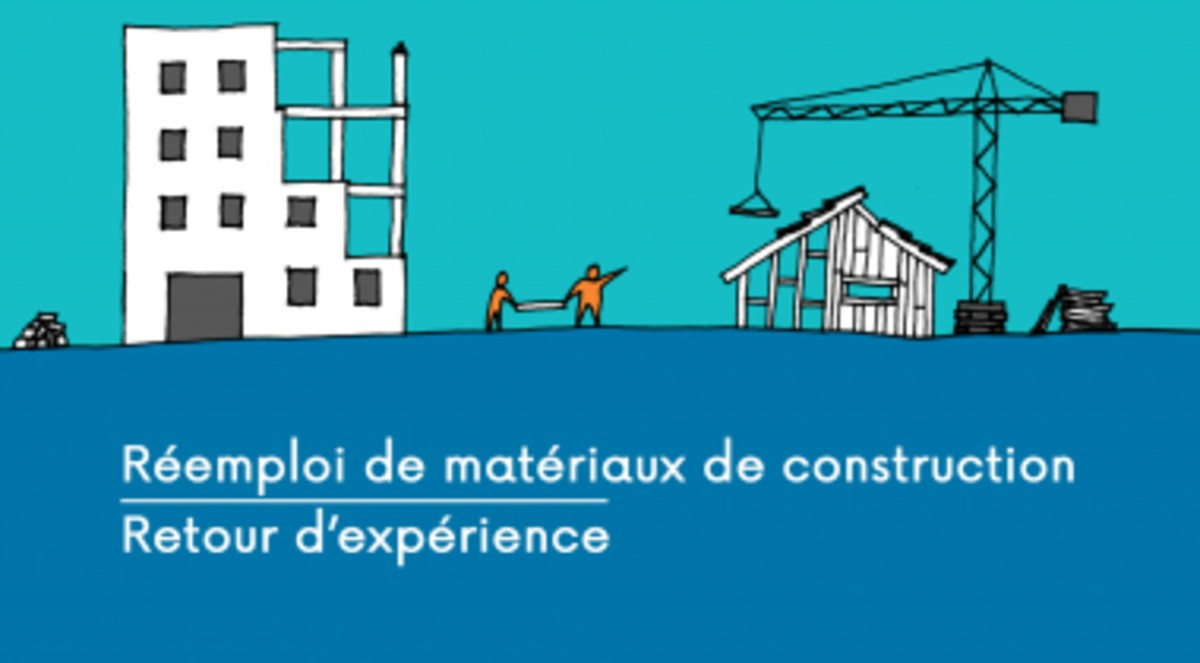 Réemploi de matériaux de construction
Retour d’expérience